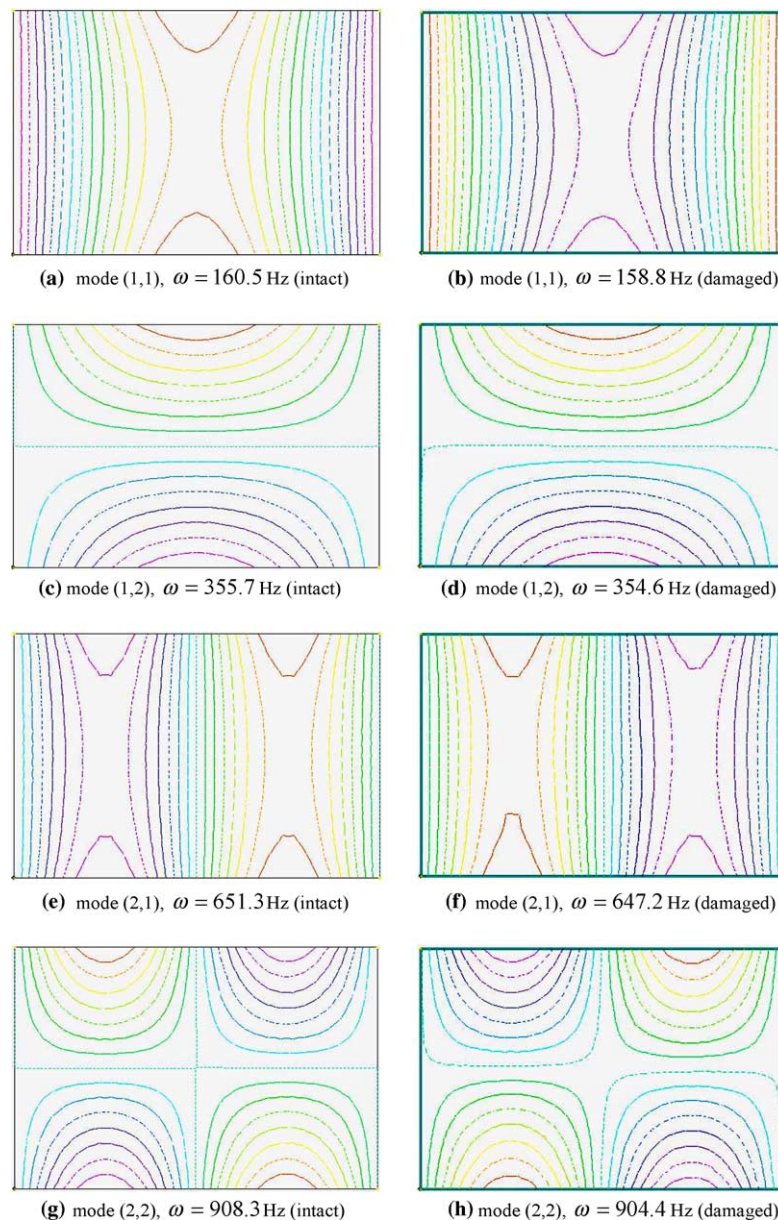 (a) mode (1,1), ω = 160.5 Hz (intact)
(b) mode (1,1), ω = 158.8 Hz (damaged)
(c) mode (1,2), ω = 355.7 Hz (intact)
(d) mode (1,2), ω = 354.6 Hz (damaged)
(e) mode (2,1), ω = 651.3 Hz (intact)
(f) mode (2,1), ω = 647.2 Hz (damaged)
(g) mode (2,2), ω = 908.3 Hz (intact)
(h) mode (2,2), ω = 904.4 Hz (damaged)